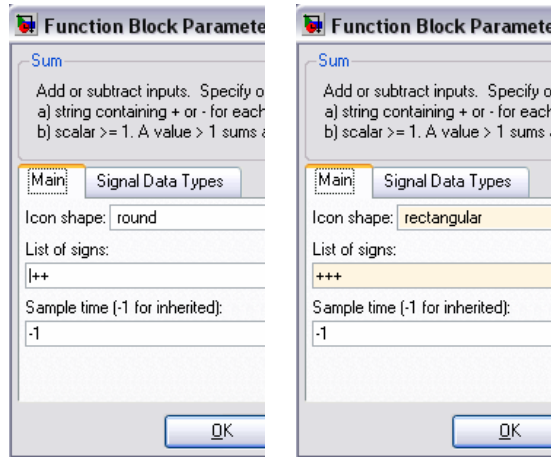 Function Block Paramete
Sum
Add or subtract inputs. Specify o
a) string containing + or - for each
b) scalar >= 1. A value > 1 sums
Main
Signal Data Types
Icon shape: round
List of signs:
|++
Sample time (-1 for inherited):
-1
OK
Function Block Paramete
Sum
Add or subtract inputs. Specify o
a) string containing + or - for each
b) scalar >= 1. A value > 1 sums
Main
Signal Data Types
Icon shape: rectangular
List of signs:
+++
Sample time (-1 for inherited):
-1
OK